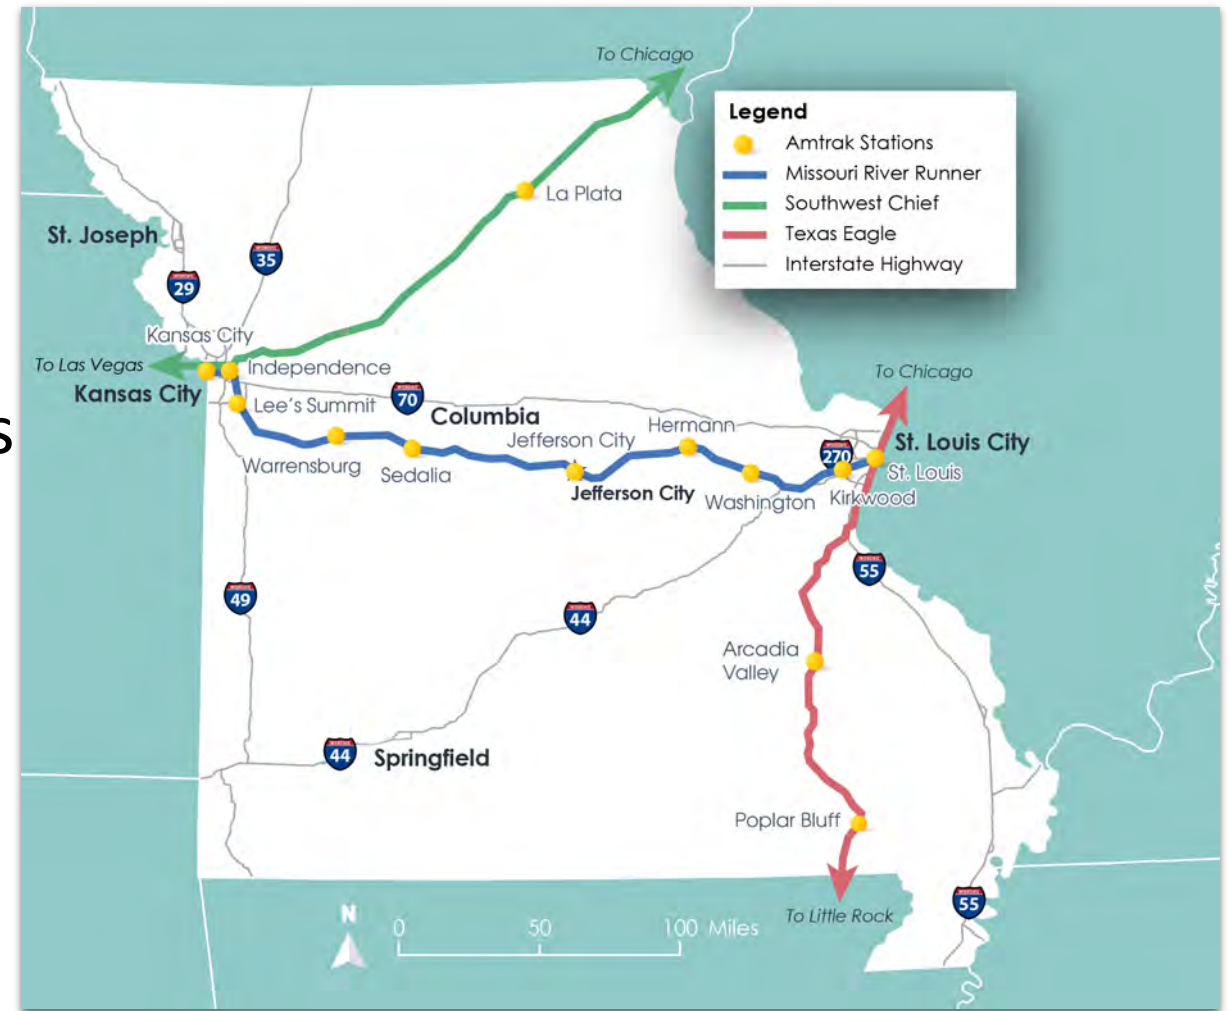 To Chicago
Legend
Amtrak Stations
Missouri River Runner
Southwest Chief
Texas Eagle
Interstate Highway
La Plata
St. Joseph
35
29
Kansas City
To Las Vegas
Independence
Kansas City
Lee's Summit
70
Columbia
To Chicago
s
Warrensburg
Sedalia
Jefferson City
Jefferson City
Hermann
Washington
270
St. Louis City
St. Louis
Kirkwood
49
44
55
Arcadia
Valley
44
Springfield
Poplar Bluff
To Little Rock
55
N
0 50 100 Miles